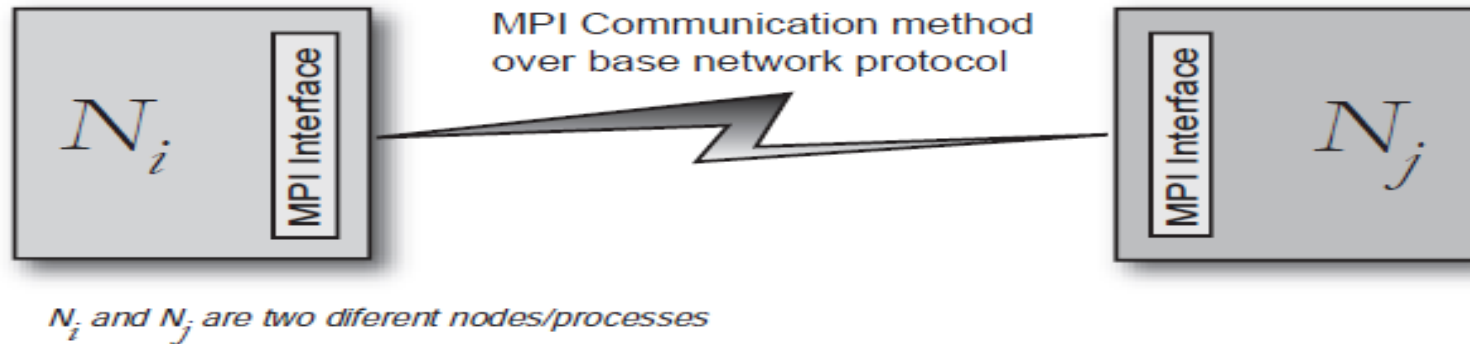 MPI Communication method
over base network protocol
N_i
MPI Interface
MPI Interface
N_j
N_i and N_j are two diferent nodes/processes